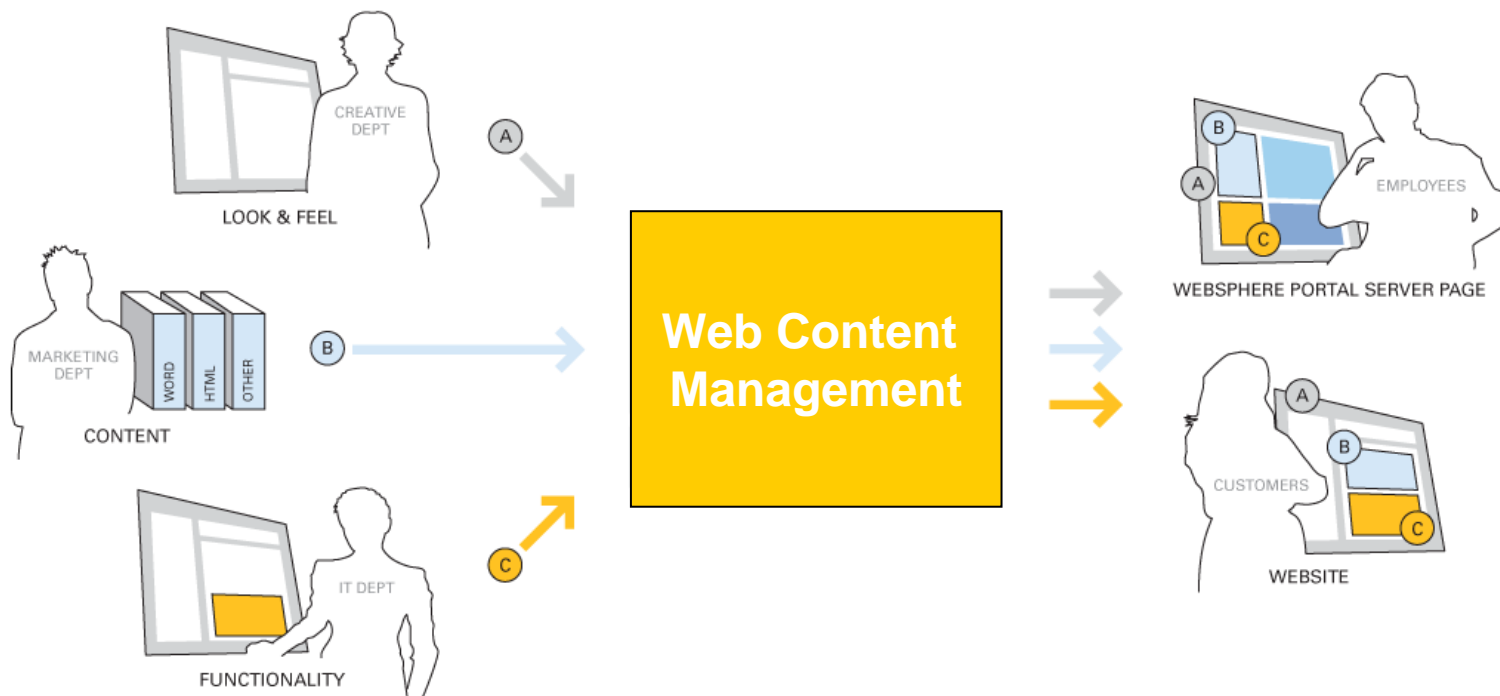 CREATIVE
DEPT
A
LOOK & FEEL
MARKETING
DEPT
WORD
HTML
OTHER
B
CONTENT
IT DEPT
C
FUNCTIONALITY
Web Content
Management
B
A
C
EMPLOYEES
WEBSPHERE PORTAL SERVER PAGE
A
B
C
CUSTOMERS
WEBSITE